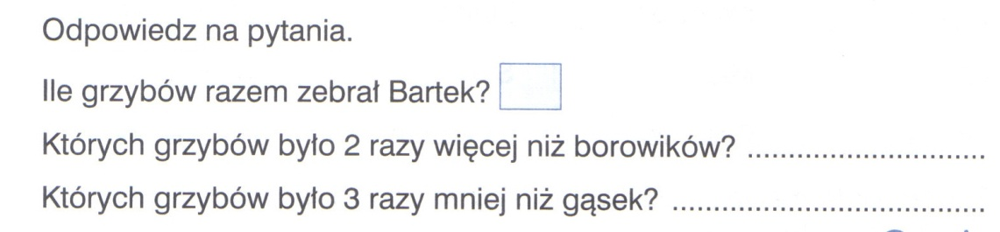 Odpowiedz na pytania.
Ile grzybów razem zebrał Bartek?
Których grzybów było 2 razy więcej niż borowików? ............................
Których grzybów było 3 razy mniej niż gąsek? .....................................